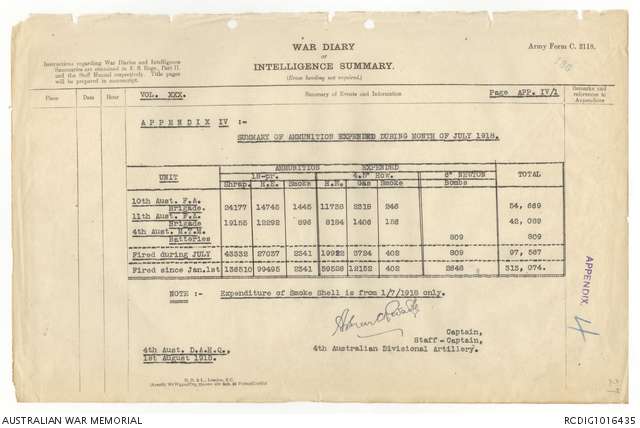 WAR DIARY
OF
INTELLIGENCE SUMMARY.
(Erase heading not required.)
Army Form C. 2118.
Instructions regarding War Diaries and Intelligence
Summaries are contained in F. S. Regs., Part II.
and the Staff Manual respectively. Title pages
will be prepared in manuscript.
Place Date Hour
VOL. XXX. Summary of Events and Information Page APP. IV/1
Remarks and
references to
Appendices
APPENDIX IV :-
SUMMARY OF AMMUNITION EXPENDED DURING MONTH OF JULY 1918.
UNIT AMMUNITION EXPENDED TOTAL
18-pr. 4.5" How. 6" NEWTON
Shrap. H.E. Smoke H.E. Gas Smoke Bombs
10th Aust. F.A.
Brigade. 24177 14745 1445 11738 2318 246 54,669
11th Aust. F.A.
Brigade 19155 12292 896 8184 1406 156 42,089
4th Aust. M.T.M.
Batteries 809 809
Fired during JULY 43332 27037 2341 19922 3724 402 809 97,567
Fired since Jan.1st 138510 99495 2341 59528 12152 402 2646 315,074.
NOTE :- Expenditure of Smoke Shell is from 1/7/1918 only.
Captain,
Staff-Captain,
4th Australian Divisional Artillery.
4th Aust. D.A.H.Q.,
1st August 1918.
APPENDIX 4
AUSTRALIAN WAR MEMORIAL
RCDIG1016435